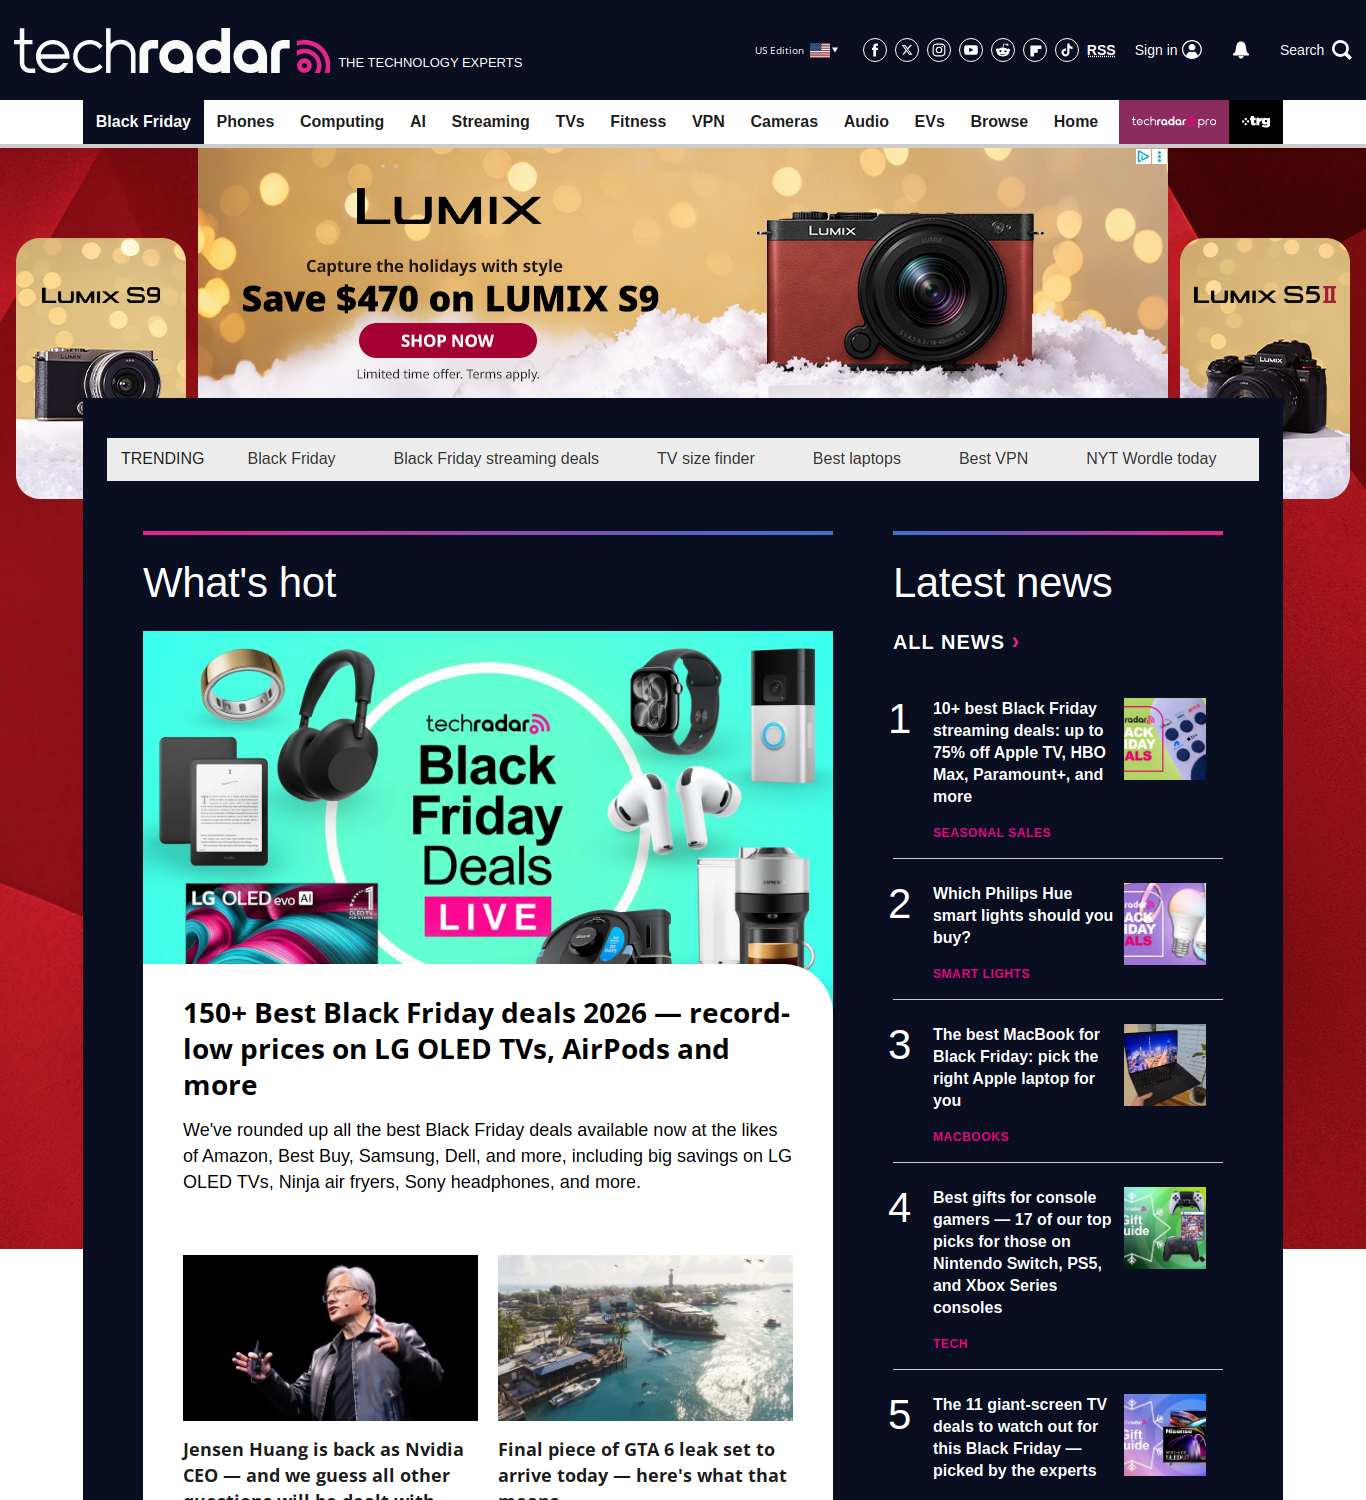 techradar THE TECHNOLOGY EXPERTS
US Edition
RSS
Sign in
Search
Black Friday Phones Computing AI Streaming TVs Fitness VPN Cameras Audio EVs Browse Home techradar pro trg
LUMIX
Capture the holidays with style
Save $470 on LUMIX S9
SHOP NOW
Limited time offer. Terms apply.
LUMIX
LUMIX S9
LUMIX
LUMIX S5II
LUMIX
TRENDING Black Friday Black Friday streaming deals TV size finder Best laptops Best VPN NYT Wordle today
What's hot
techradar
Black
Friday
Deals
LIVE
LG OLED evo AI
150+ Best Black Friday deals 2026 — record-
low prices on LG OLED TVs, AirPods and
more
We've rounded up all the best Black Friday deals available now at the likes
of Amazon, Best Buy, Samsung, Dell, and more, including big savings on LG
OLED TVs, Ninja air fryers, Sony headphones, and more.
Jensen Huang is back as Nvidia
CEO — and we guess all other
questions will be dealt with
Final piece of GTA 6 leak set to
arrive today — here's what that
means
Latest news
ALL NEWS ›
1
10+ best Black Friday
streaming deals: up to
75% off Apple TV, HBO
Max, Paramount+, and
more
SEASONAL SALES
2
Which Philips Hue
smart lights should you
buy?
SMART LIGHTS
3
The best MacBook for
Black Friday: pick the
right Apple laptop for
you
MACBOOKS
4
Best gifts for console
gamers — 17 of our top
picks for those on
Nintendo Switch, PS5,
and Xbox Series
consoles
TECH
5
The 11 giant-screen TV
deals to watch out for
this Black Friday —
picked by the experts